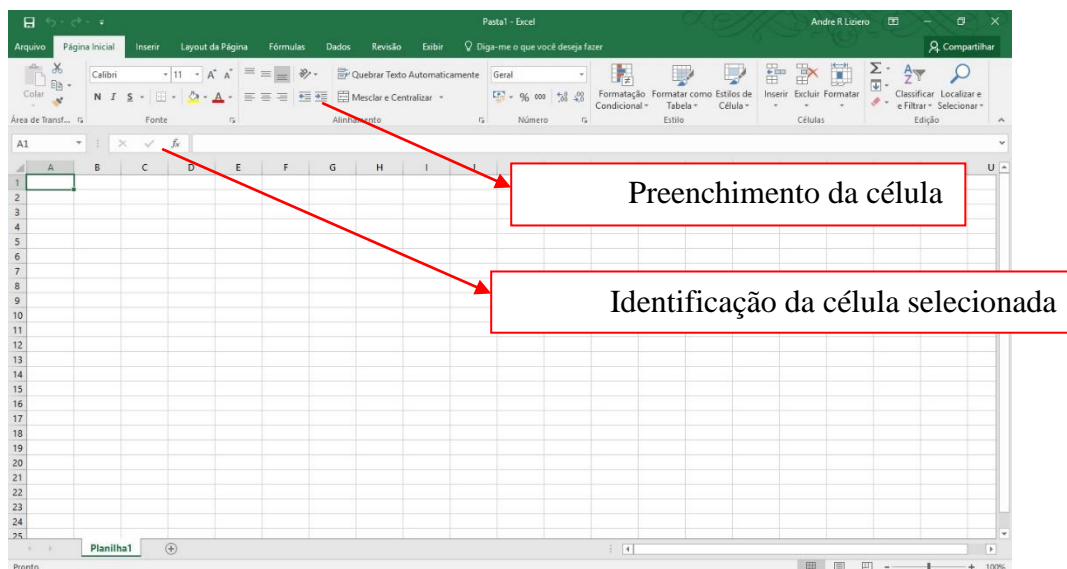 Pasta1 - Excel
Andre R Liziero
Arquivo Página Inicial Inserir Layout da Página Fórmulas Dados Revisão Exibir Diga-me o que você deseja fazer Compartilhar
Calibri 11 A A Quebrar Texto Automaticamente Geral
Colar
N I S A Mesclar e Centralizar % 000
Formatação Condicional Formatar como Tabela Estilos de Célula Inserir Excluir Formatar Classificar e Filtrar Localizar e Selecionar
Área de Transf... Fonte Alinhamento Número Estilo Células Edição
A1 fx
A B C D E F G H I U
1
2
3
4
5
6
7
8
9
10
11
12
13
14
15
16
17
18
19
20
21
22
23
24
25
Preenchimento da célula
Identificação da célula selecionada
Planilha1
Pronto 100%